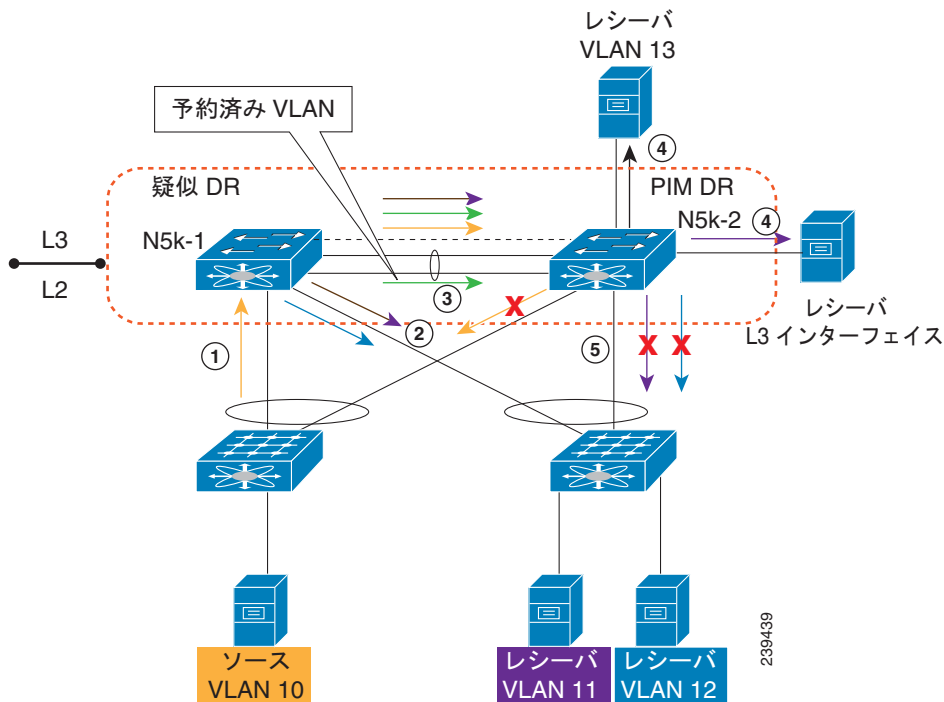 レシーバ
VLAN 13
予約済み VLAN
④
疑似 DR
PIM DR
N5k-1
N5k-2
④
L3
L2
③
レシーバ
L3 インターフェイス
X
②
①
⑤
X
X
239439
ソース
VLAN 10
レシーバ
VLAN 11
レシーバ
VLAN 12